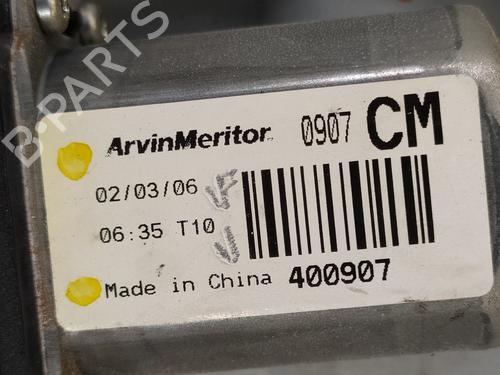 B-PARTS
ArvinMeritor 0907 CM
02/03/06
06:35 T10
Made in China 400907